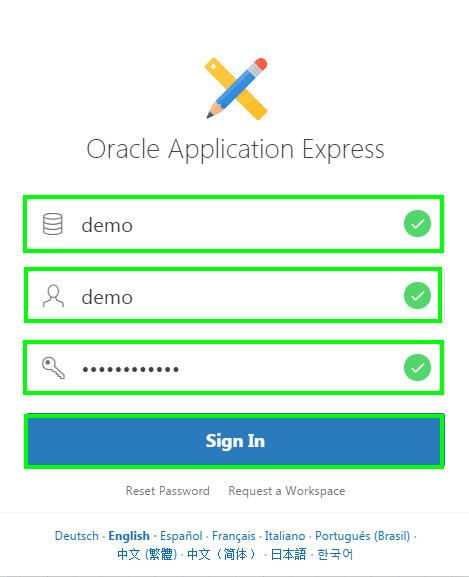 Oracle Application Express
demo
demo
••••••••••••
Sign In
Reset Password Request a Workspace
Deutsch · English · Español · Français · Italiano · Português (Brasil) ·
中文 (繁體) · 中文（简体） · 日本語 · 한국어